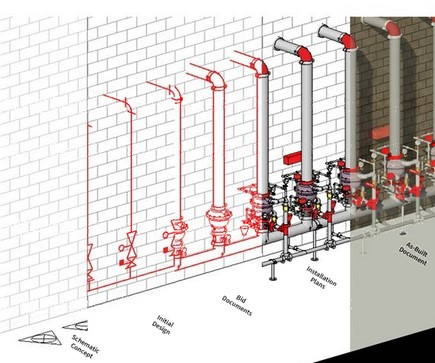 Schematic
Concept
Initial
Design
Bid
Documents
Installation
Plans
As-Built
Document